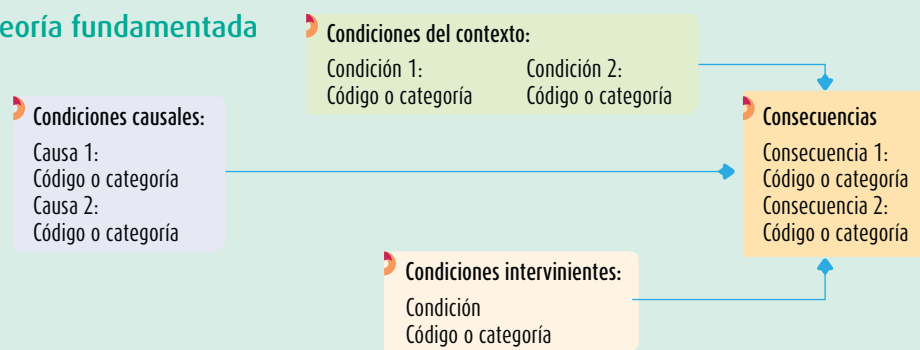 eoría fundamentada
Condiciones del contexto:
Condición 1:
Código o categoría
Condición 2:
Código o categoría
Condiciones causales:
Causa 1:
Código o categoría
Causa 2:
Código o categoría
Consecuencias
Consecuencia 1:
Código o categoría
Consecuencia 2:
Código o categoría
Condiciones intervinientes:
Condición
Código o categoría